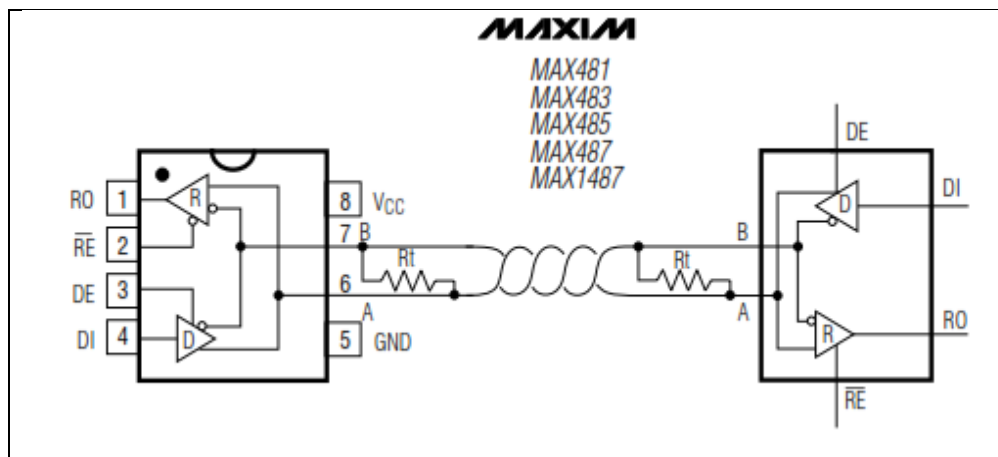 MAXIM
MAX481
MAX483
MAX485
MAX487
MAX1487
RO 1
RE 2
DE 3
DI 4
R
D
8 VCC
7 B
6 A
5 GND
Rt
Rt
B
A
DE
D
DI
R
RO
RE